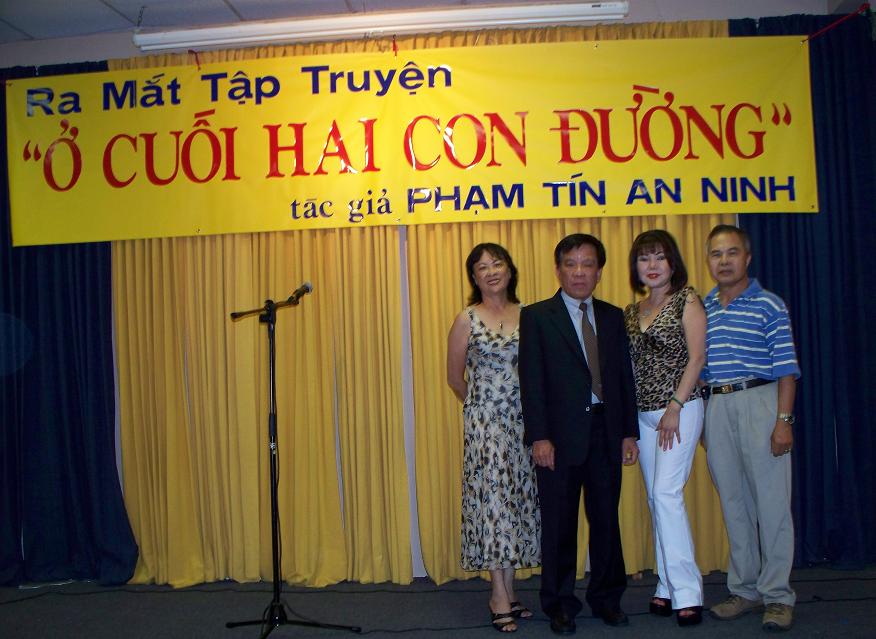 Ra Mắt Tập Truyện
"Ở CUỐI HAI CON ĐƯỜNG"
tác giả PHẠM TÍN AN NINH